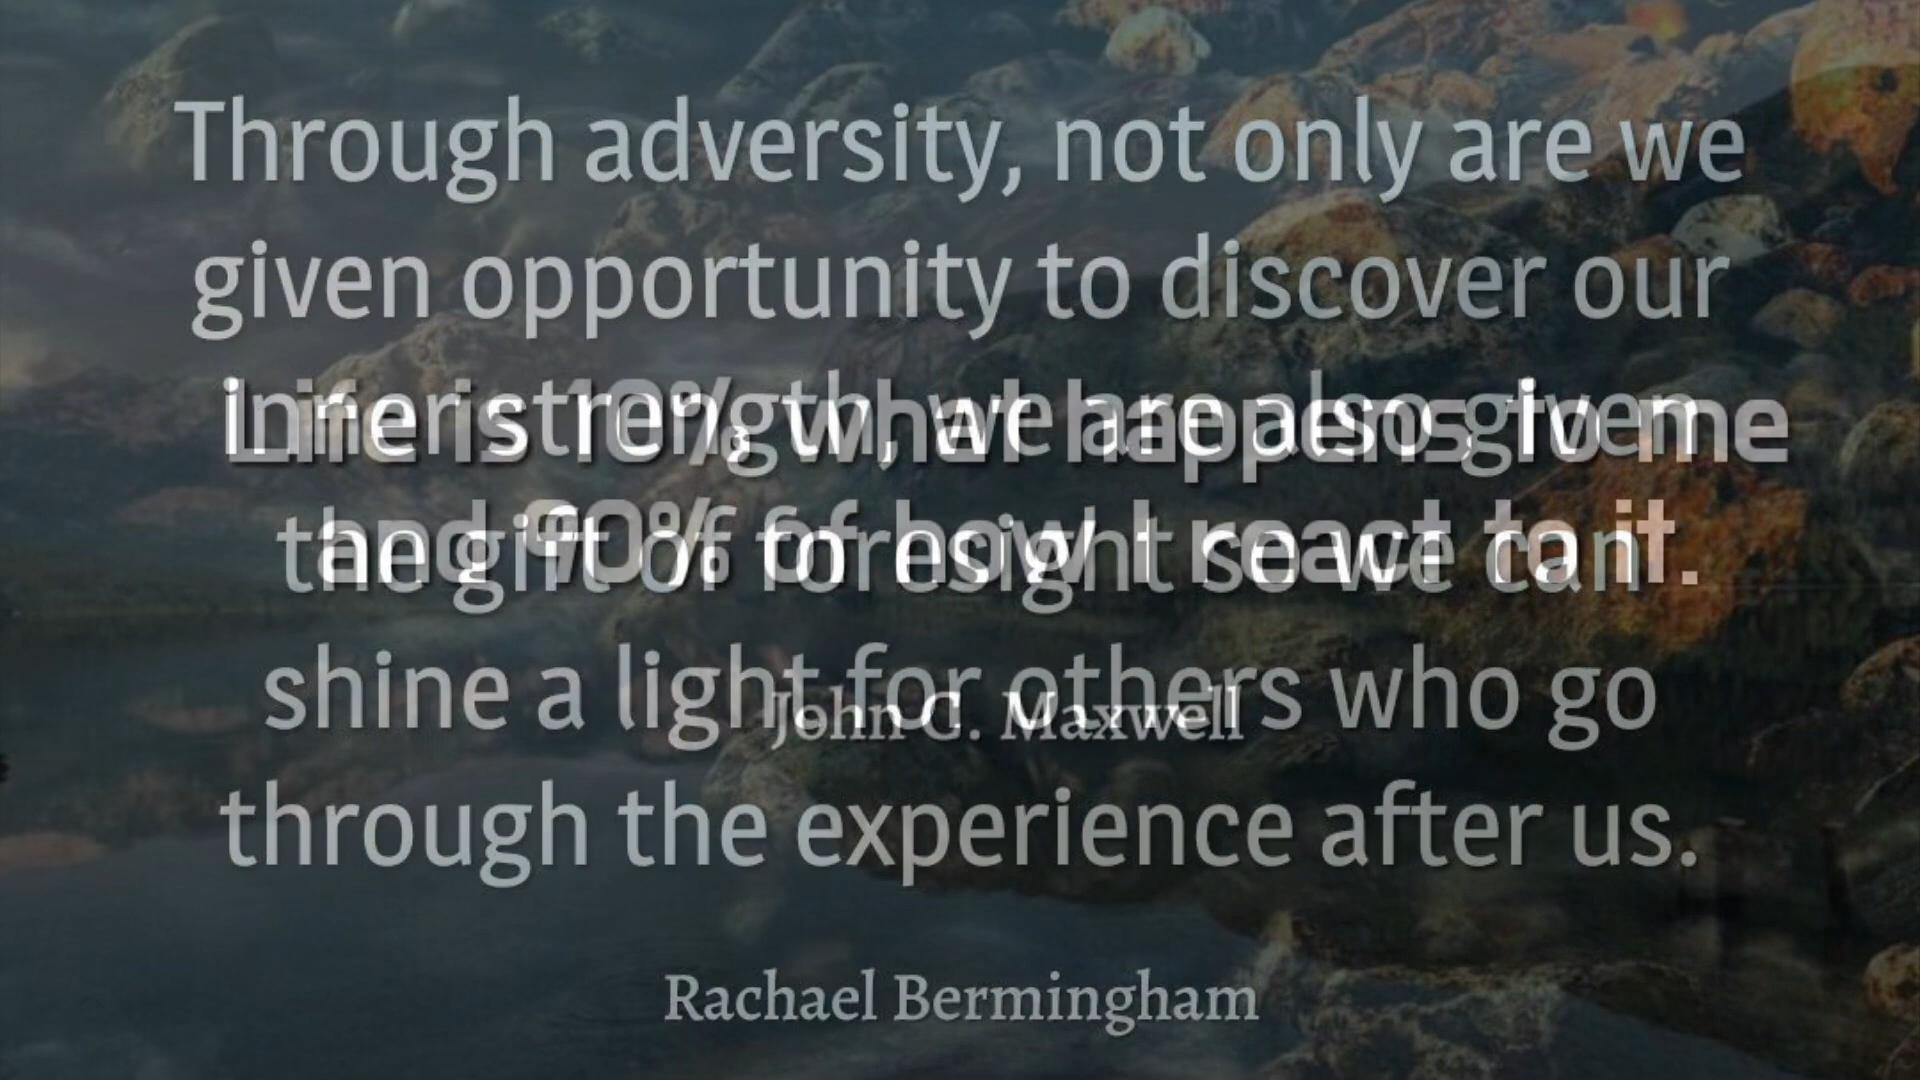 Through adversity, not only are we
given opportunity to discover our
inner strength, we are also given
the gift of foresight so we can
shine a light for others who go
through the experience after us.
Rachael Bermingham
Life is 10% what happens to me
and 90% of how I react to it.
John C. Maxwell